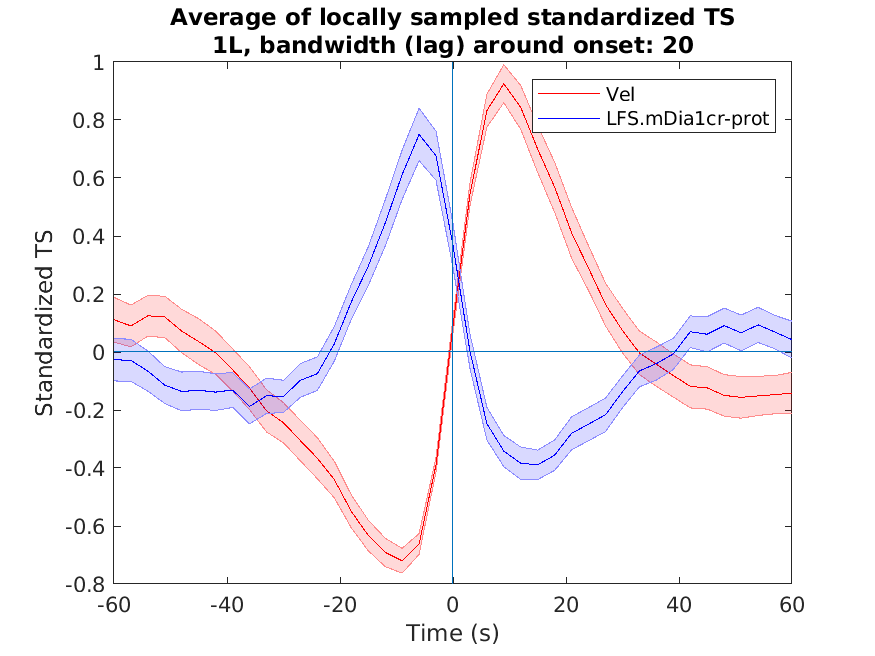 Average of locally sampled standardized TS
1L, bandwidth (lag) around onset: 20
Vel
LFS.mDia1cr-prot
Standardized TS
1
0.8
0.6
0.4
0.2
0
-0.2
-0.4
-0.6
-0.8
-60
-40
-20
0
20
40
60
Time (s)